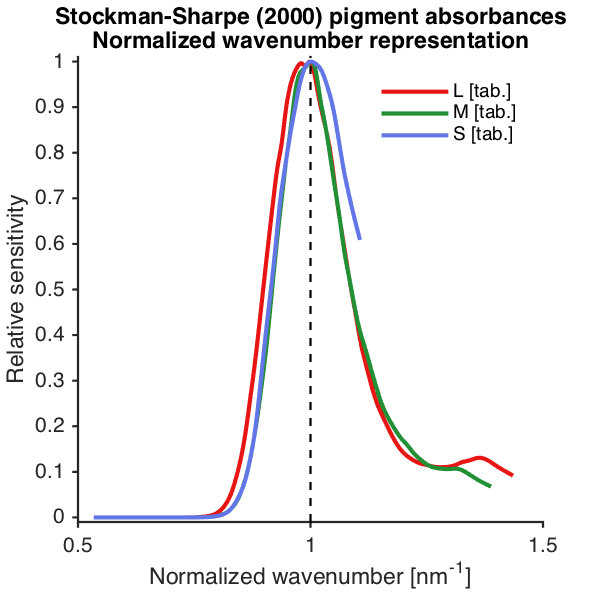 Stockman-Sharpe (2000) pigment absorbances
Normalized wavenumber representation
L [tab.]
M [tab.]
S [tab.]
Relative sensitivity
1
0.9
0.8
0.7
0.6
0.5
0.4
0.3
0.2
0.1
0
0.5
1
1.5
Normalized wavenumber [nm⁻¹]